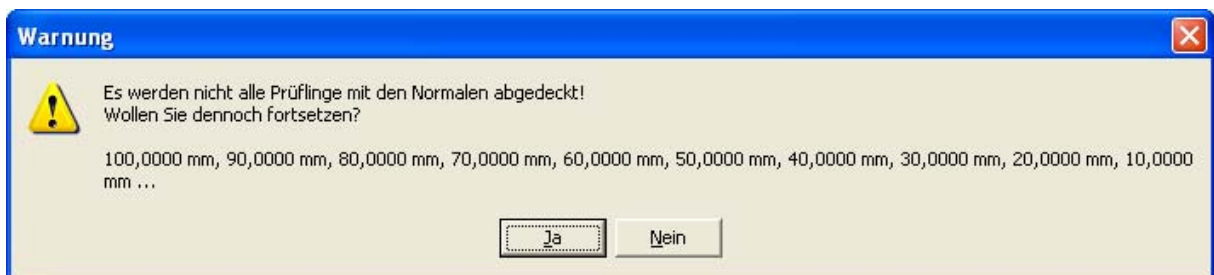 Warnung
Es werden nicht alle Prüflinge mit den Normalen abgedeckt!
Wollen Sie dennoch fortsetzen?
100,0000 mm, 90,0000 mm, 80,0000 mm, 70,0000 mm, 60,0000 mm, 50,0000 mm, 40,0000 mm, 30,0000 mm, 20,0000 mm, 10,0000
mm ...
Ja Nein